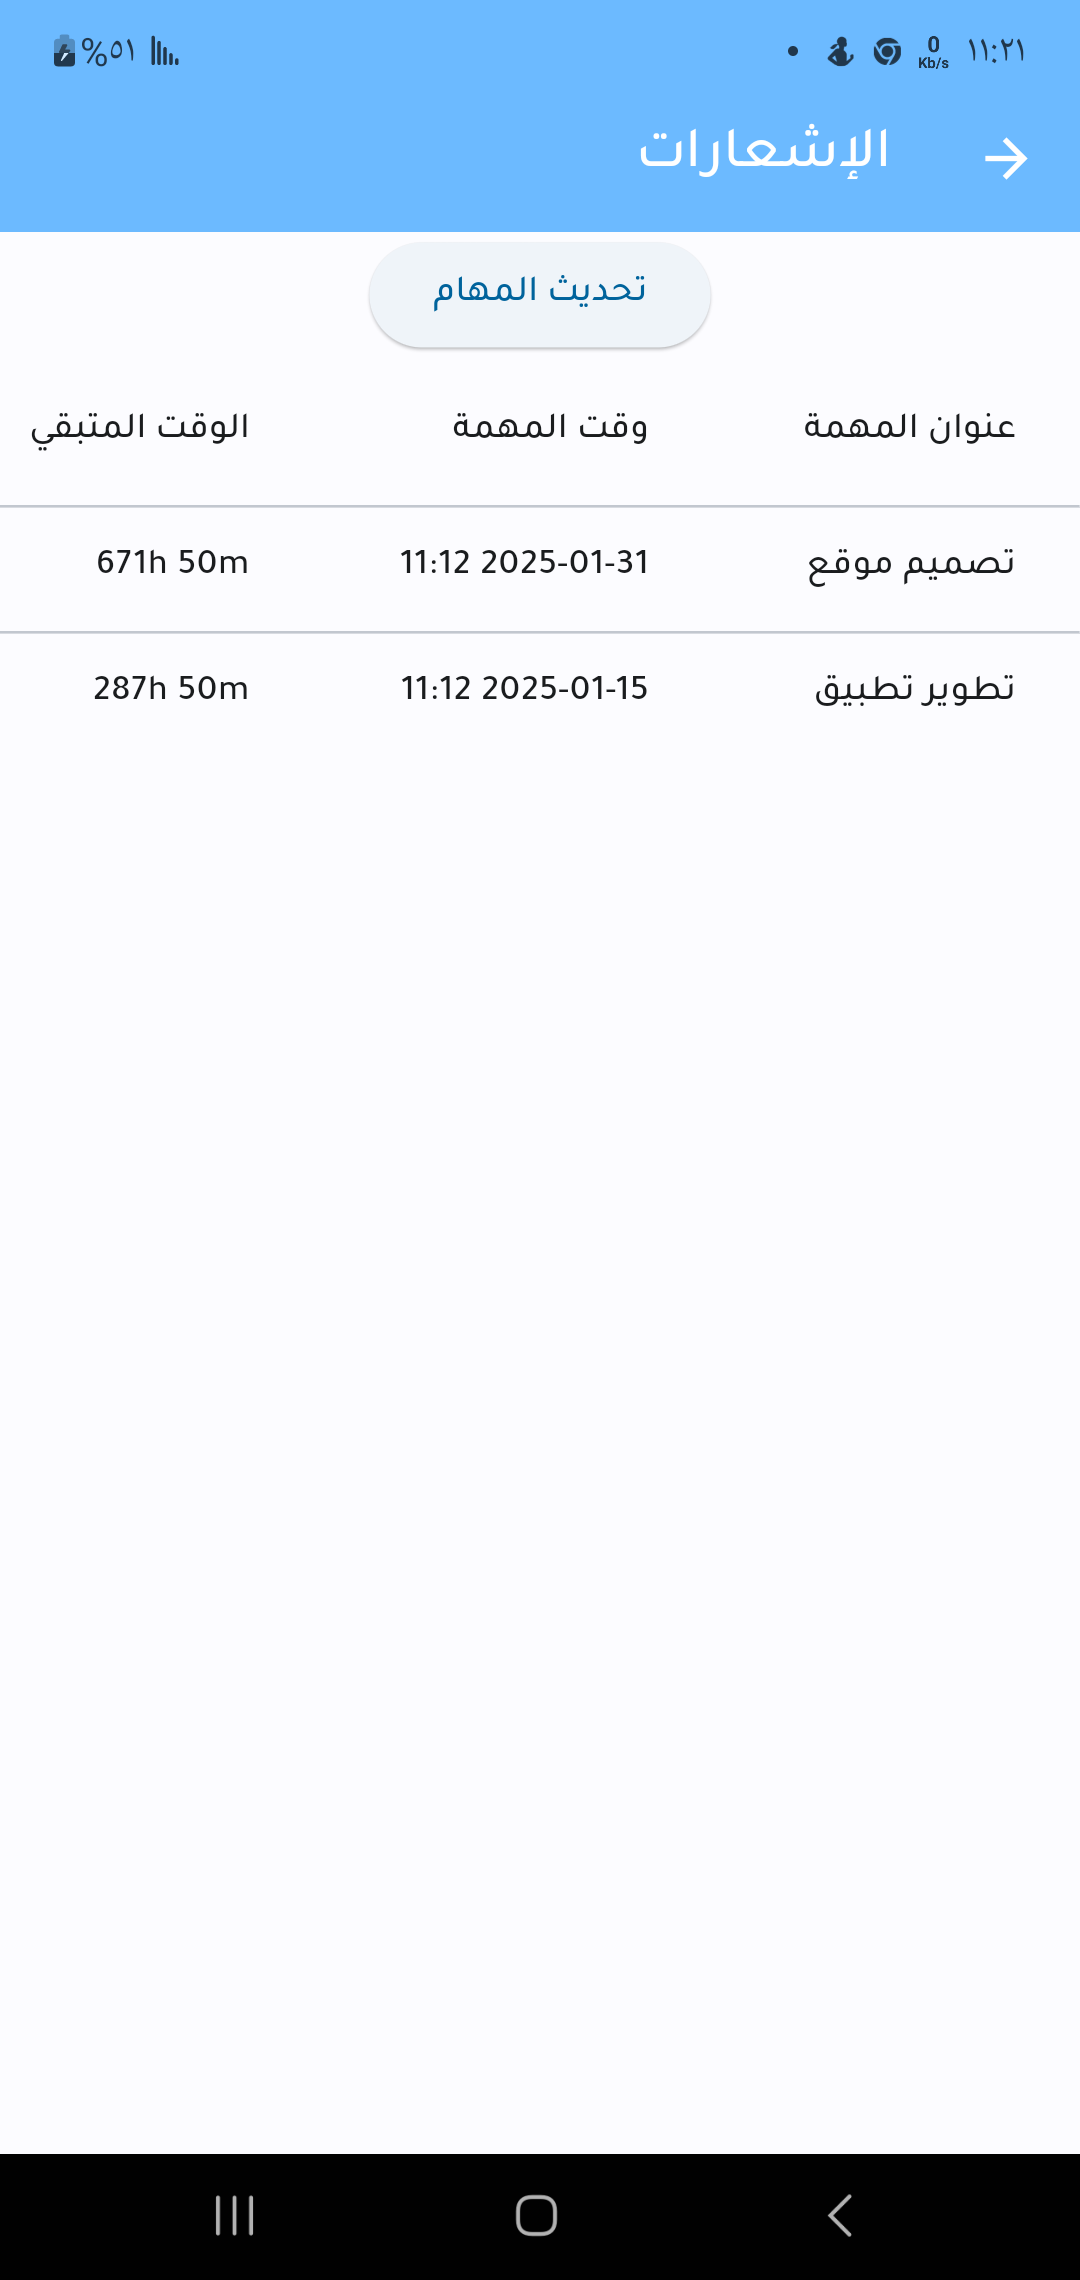 ١١:٢١ 0 Kb/s %٥١
الإشعارات
تحديث المهام
عنوان المهمة وقت المهمة الوقت المتبقي
تصميم موقع 11:12 2025-01-31 671h 50m
تطوير تطبيق 11:12 2025-01-15 287h 50m